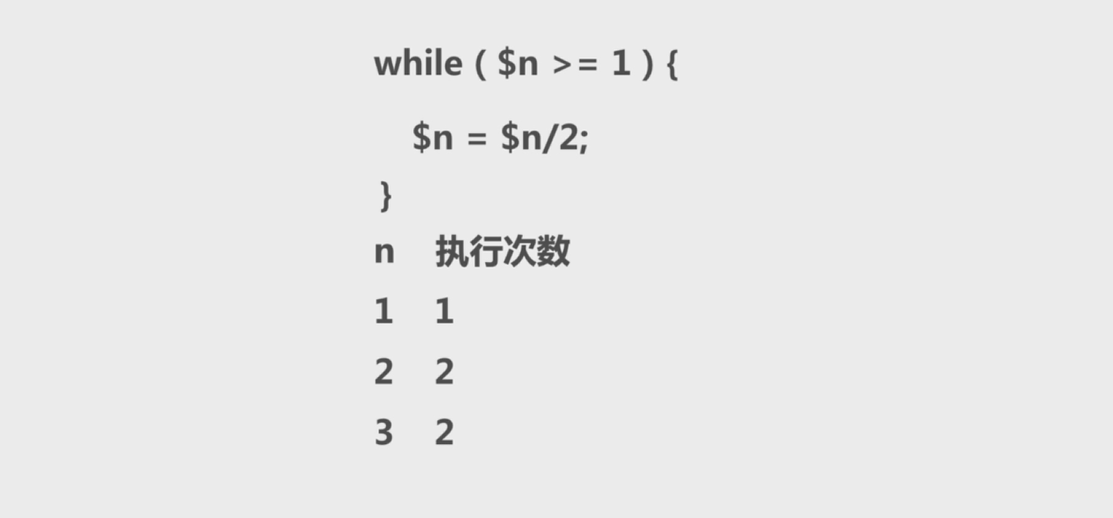 while ( $n >= 1 ) {
$n = $n/2;
}
n 执行次数
1 1
2 2
3 2